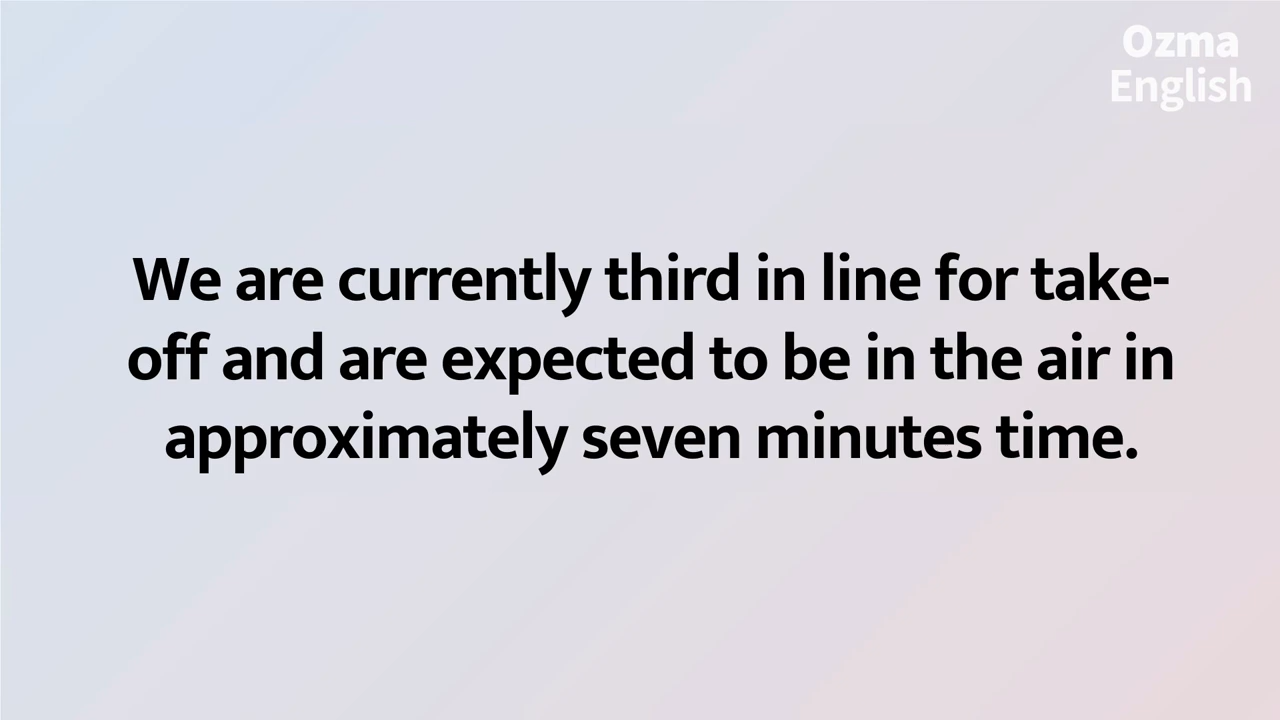 Ozma
English
We are currently third in line for take-
off and are expected to be in the air in
approximately seven minutes time.